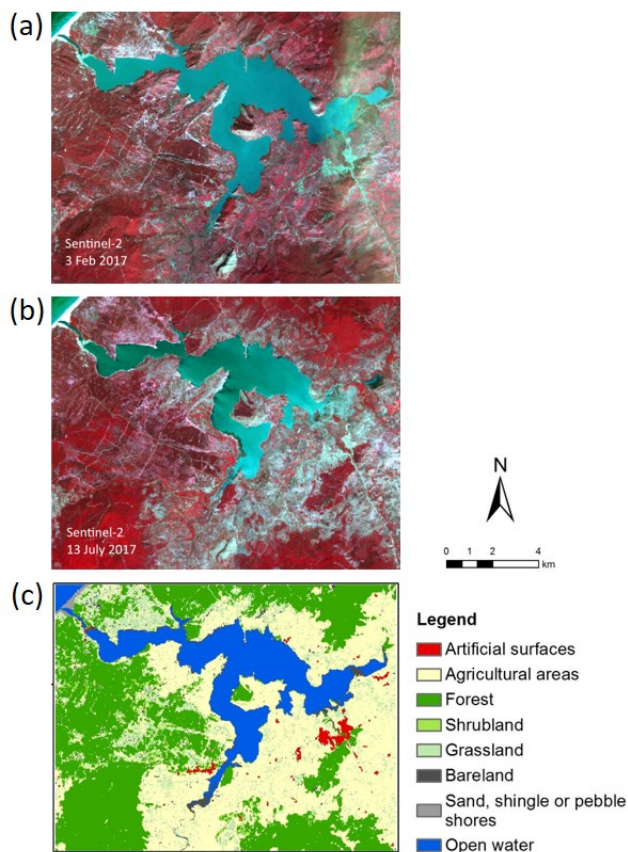 (a)
Sentinel-2
3 Feb 2017
(b)
Sentinel-2
13 July 2017
N
0 1 2 4
km
(c)
Legend
Artificial surfaces
Agricultural areas
Forest
Shrubland
Grassland
Bareland
Sand, shingle or pebble
shores
Open water